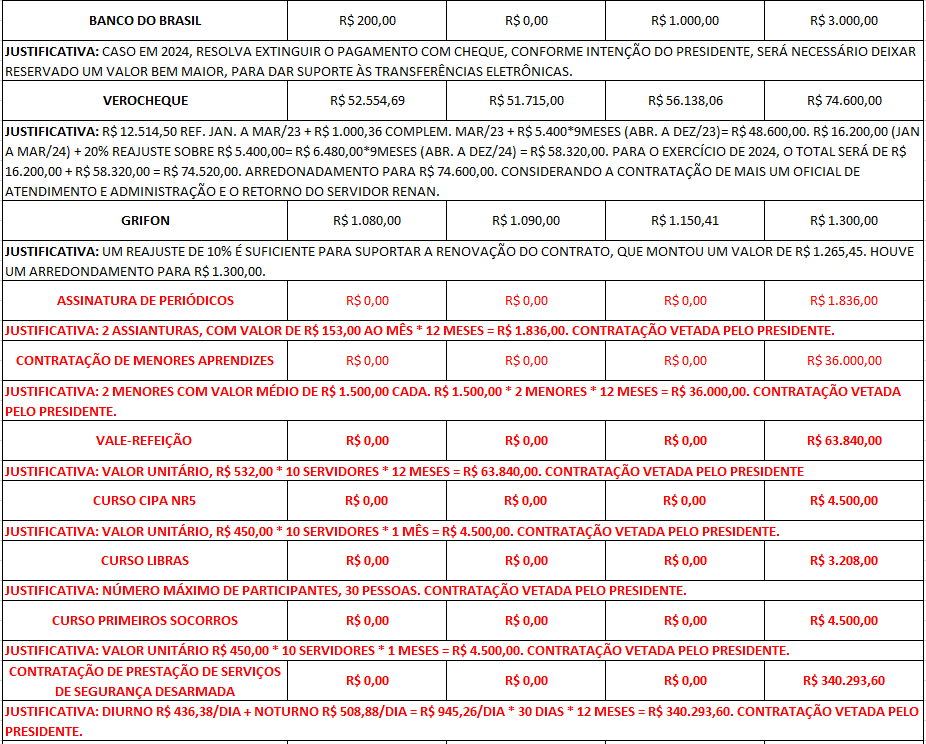 BANCO DO BRASIL R$ 200,00 R$ 0,00 R$ 1.000,00 R$ 3.000,00
JUSTIFICATIVA: CASO EM 2024, RESOLVA EXTINGUIR O PAGAMENTO COM CHEQUE, CONFORME INTENÇÃO DO PRESIDENTE, SERÁ NECESSÁRIO DEIXAR
RESERVADO UM VALOR BEM MAIOR, PARA DAR SUPORTE ÀS TRANSFERÊNCIAS ELETRÔNICAS.
VEROCHEQUE R$ 52.554,69 R$ 51.715,00 R$ 56.138,06 R$ 74.600,00
JUSTIFICATIVA: R$ 12.514,50 REF. JAN. A MAR/23 + R$ 1.000,36 COMPLEM. MAR/23 + R$ 5.400*9MESES (ABR. A DEZ/23)= R$ 48.600,00. R$ 16.200,00 (JAN
A MAR/24) + 20% REAJUSTE SOBRE R$ 5.400,00= R$ 6.480,00*9MESES (ABR. A DEZ/24) = R$ 58.320,00. PARA O EXERCÍCIO DE 2024, O TOTAL SERÁ DE R$
16.200,00 + R$ 58.320,00 = R$ 74.520,00. ARREDONADAMENTO PARA R$ 74.600,00. CONSIDERANDO A CONTRATAÇÃO DE MAIS UM OFICIAL DE
ATENDIMENTO E ADMINISTRAÇÃO E O RETORNO DO SERVIDOR RENAN.
GRIFON R$ 1.080,00 R$ 1.090,00 R$ 1.150,41 R$ 1.300,00
JUSTIFICATIVA: UM REAJUSTE DE 10% É SUFICIENTE PARA SUPORTAR A RENOVAÇÃO DO CONTRATO, QUE MONTOU UM VALOR DE R$ 1.265,45. HOUVE
UM ARREDONDAMENTO PARA R$ 1.300,00.
ASSINATURA DE PERIÓDICOS R$ 0,00 R$ 0,00 R$ 0,00 R$ 1.836,00
JUSTIFICATIVA: 2 ASSIANTURAS, COM VALOR DE R$ 153,00 AO MÊS * 12 MESES = R$ 1.836,00. CONTRATAÇÃO VETADA PELO PRESIDENTE.
CONTRATAÇÃO DE MENORES APRENDIZES R$ 0,00 R$ 0,00 R$ 0,00 R$ 36.000,00
JUSTIFICATIVA: 2 MENORES COM VALOR MÉDIO DE R$ 1.500,00 CADA. R$ 1.500,00 * 2 MENORES * 12 MESES = R$ 36.000,00. CONTRATAÇÃO VETADA
PELO PRESIDENTE.
VALE-REFEIÇÃO R$ 0,00 R$ 0,00 R$ 0,00 R$ 63.840,00
JUSTIFICATIVA: VALOR UNITÁRIO, R$ 532,00 * 10 SERVIDORES * 12 MESES = R$ 63.840,00. CONTRATAÇÃO VETADA PELO PRESIDENTE
CURSO CIPA NR5 R$ 0,00 R$ 0,00 R$ 0,00 R$ 4.500,00
JUSTIFICATIVA: VALOR UNITÁRIO, R$ 450,00 * 10 SERVIDORES * 1 MÊS = R$ 4.500,00. CONTRATAÇÃO VETADA PELO PRESIDENTE.
CURSO LIBRAS R$ 0,00 R$ 0,00 R$ 0,00 R$ 3.208,00
JUSTIFICATIVA: NÚMERO MÁXIMO DE PARTICIPANTES, 30 PESSOAS. CONTRATAÇÃO VETADA PELO PRESIDENTE.
CURSO PRIMEIROS SOCORROS R$ 0,00 R$ 0,00 R$ 0,00 R$ 4.500,00
JUSTIFICATIVA: VALOR UNITÁRIO R$ 450,00 * 10 SERVIDORES * 1 MESES = R$ 4.500,00. CONTRATAÇÃO VETADA PELO PRESIDENTE.
CONTRATAÇÃO DE PRESTAÇÃO DE SERVIÇOS
DE SEGURANÇA DESARMADA R$ 0,00 R$ 0,00 R$ 0,00 R$ 340.293,60
JUSTIFICATIVA: DIURNO R$ 436,38/DIA + NOTURNO R$ 508,88/DIA = R$ 945,26/DIA * 30 DIAS * 12 MESES = R$ 340.293,60. CONTRATAÇÃO VETADA PELO
PRESIDENTE.